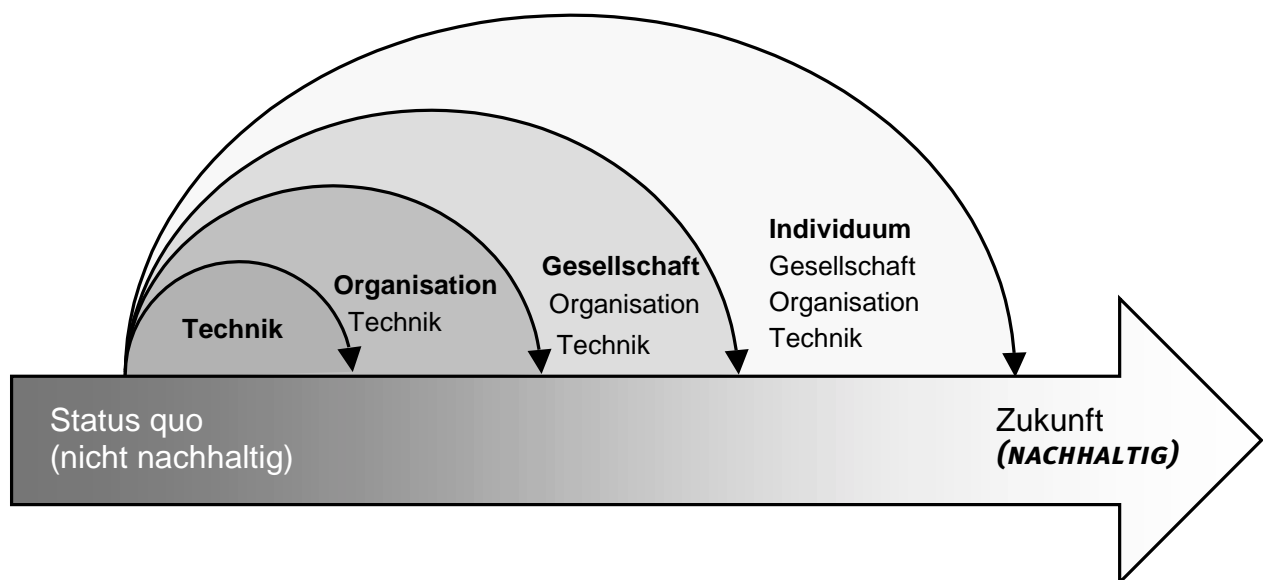 Individuum
Gesellschaft
Organisation
Technik
Gesellschaft
Organisation
Technik
Organisation
Technik
Technik
Status quo
(nicht nachhaltig)
Zukunft
(NACHHALTIG)